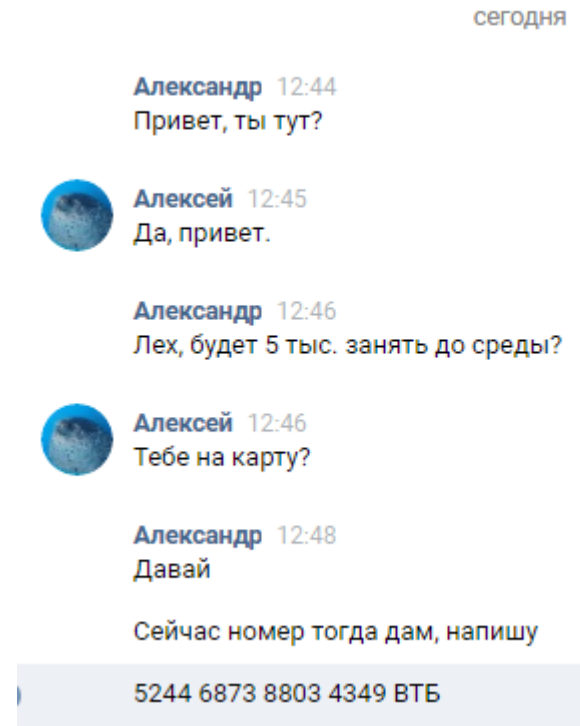 сегодня
Александр 12:44
Привет, ты тут?
Алексей 12:45
Да, привет.
Александр 12:46
Лех, будет 5 тыс. занять до среды?
Алексей 12:46
Тебе на карту?
Александр 12:48
Давай
Сейчас номер тогда дам, напишу
5244 6873 8803 4349 ВТБ